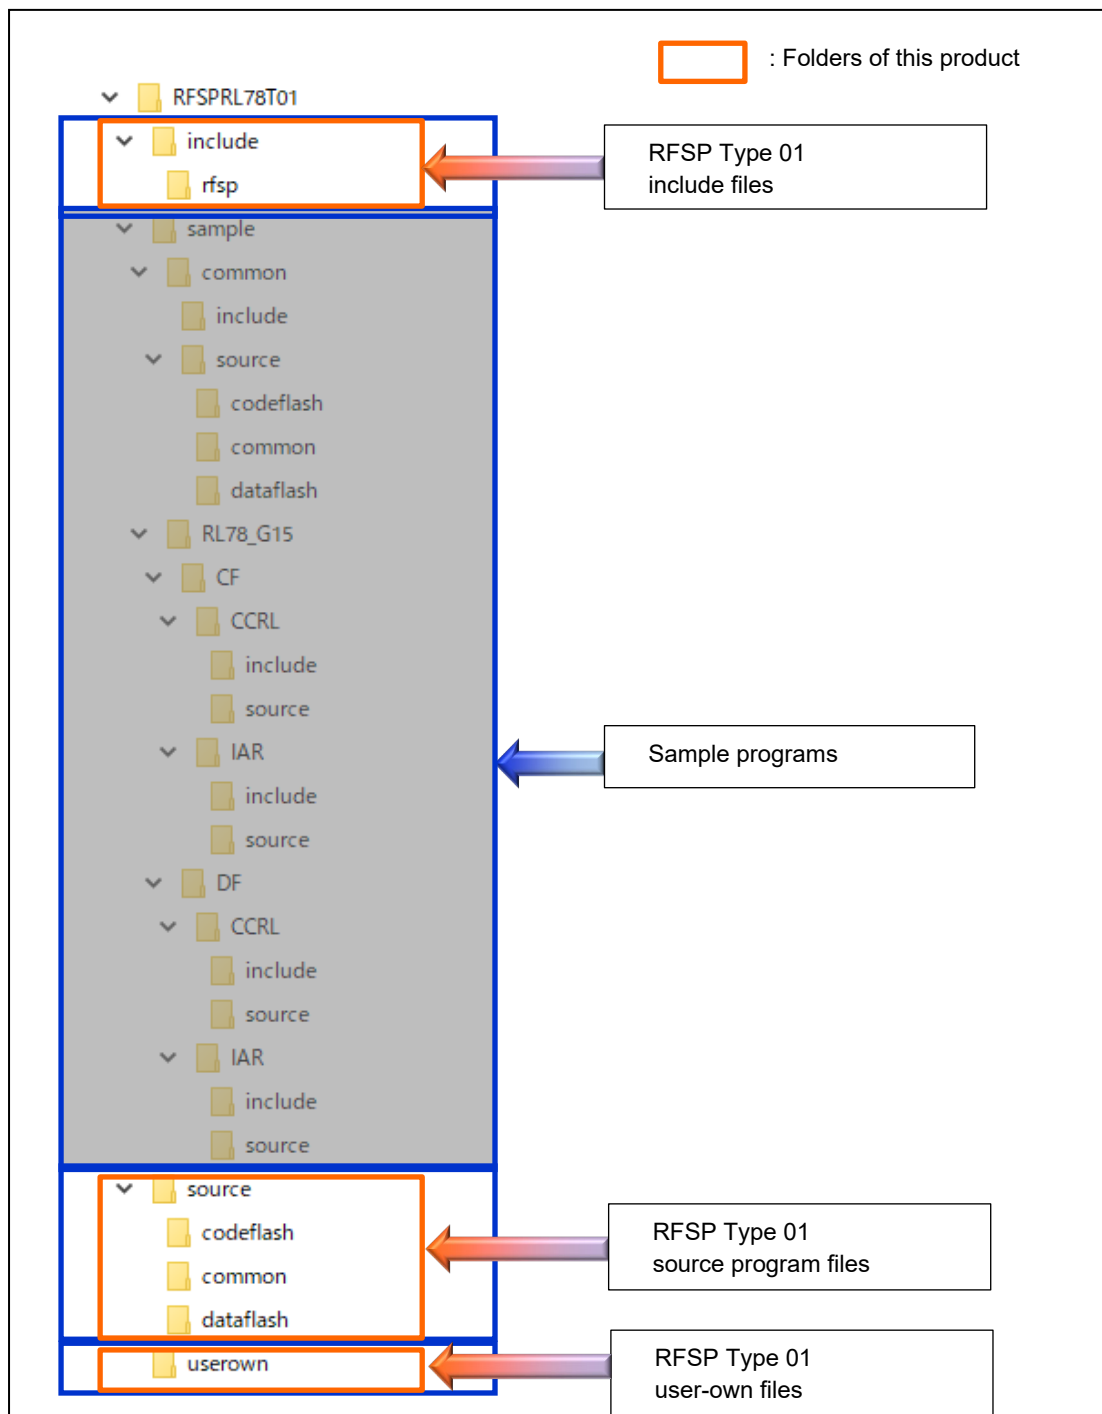 : Folders of this product
RFSPRL78T01
include
rfsp
RFSP Type 01
include files
sample
common
include
source
codeflash
common
dataflash
RL78_G15
CF
CCRL
include
source
IAR
include
source
Sample programs
DF
CCRL
include
source
IAR
include
source
source
codeflash
common
dataflash
RFSP Type 01
source program files
userown
RFSP Type 01
user-own files